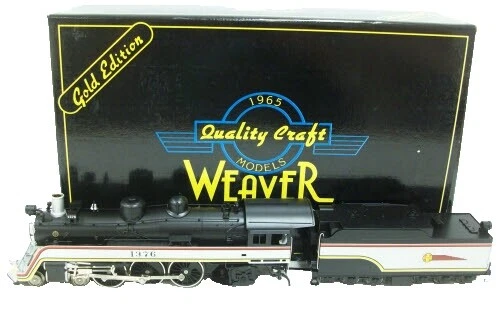 Gold Edition
1965
Quality Craft
MODELS
WEAVER
1376